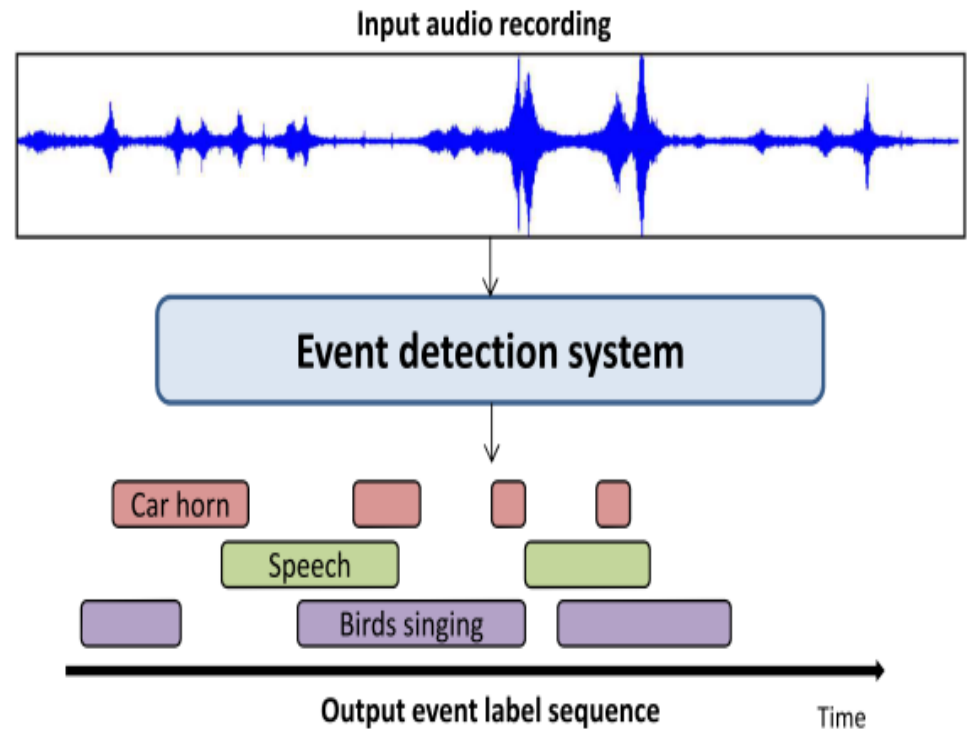 Input audio recording
Event detection system
Car horn
Speech
Birds singing
Output event label sequence
Time